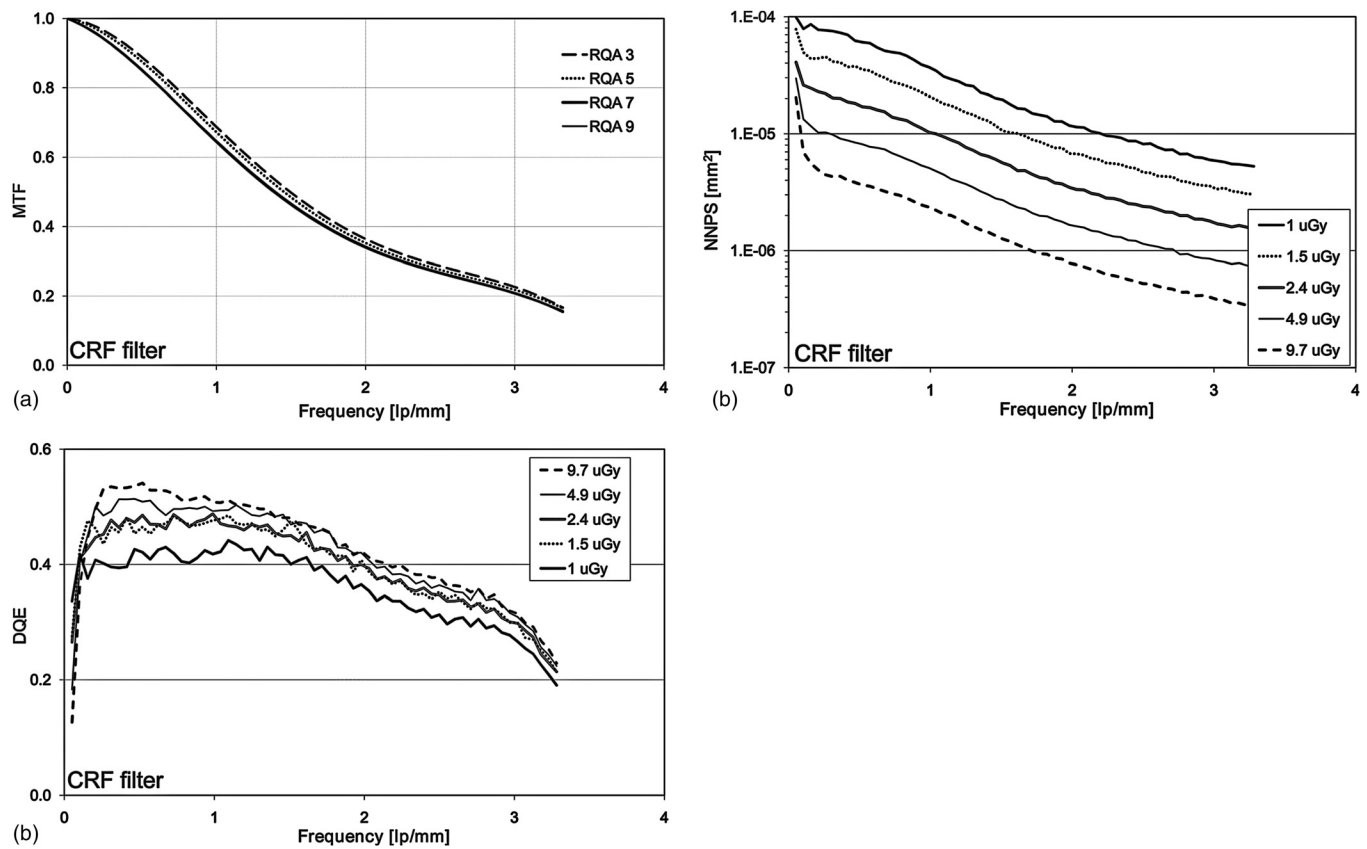 1.0
0.8
0.6
0.4
0.2
0.0
MTF
RQA 3
RQA 5
RQA 7
RQA 9
CRF filter
0 1 2 3 4
Frequency [lp/mm]
(a)
1.E-04
1.E-05
1.E-06
1.E-07
NNPS [mm²]
1 uGy
1.5 uGy
2.4 uGy
4.9 uGy
9.7 uGy
CRF filter
0 1 2 3 4
Frequency [lp/mm]
(b)
0.6
0.4
0.2
0.0
DQE
9.7 uGy
4.9 uGy
2.4 uGy
1.5 uGy
1 uGy
CRF filter
0 1 2 3 4
Frequency [lp/mm]
(b)